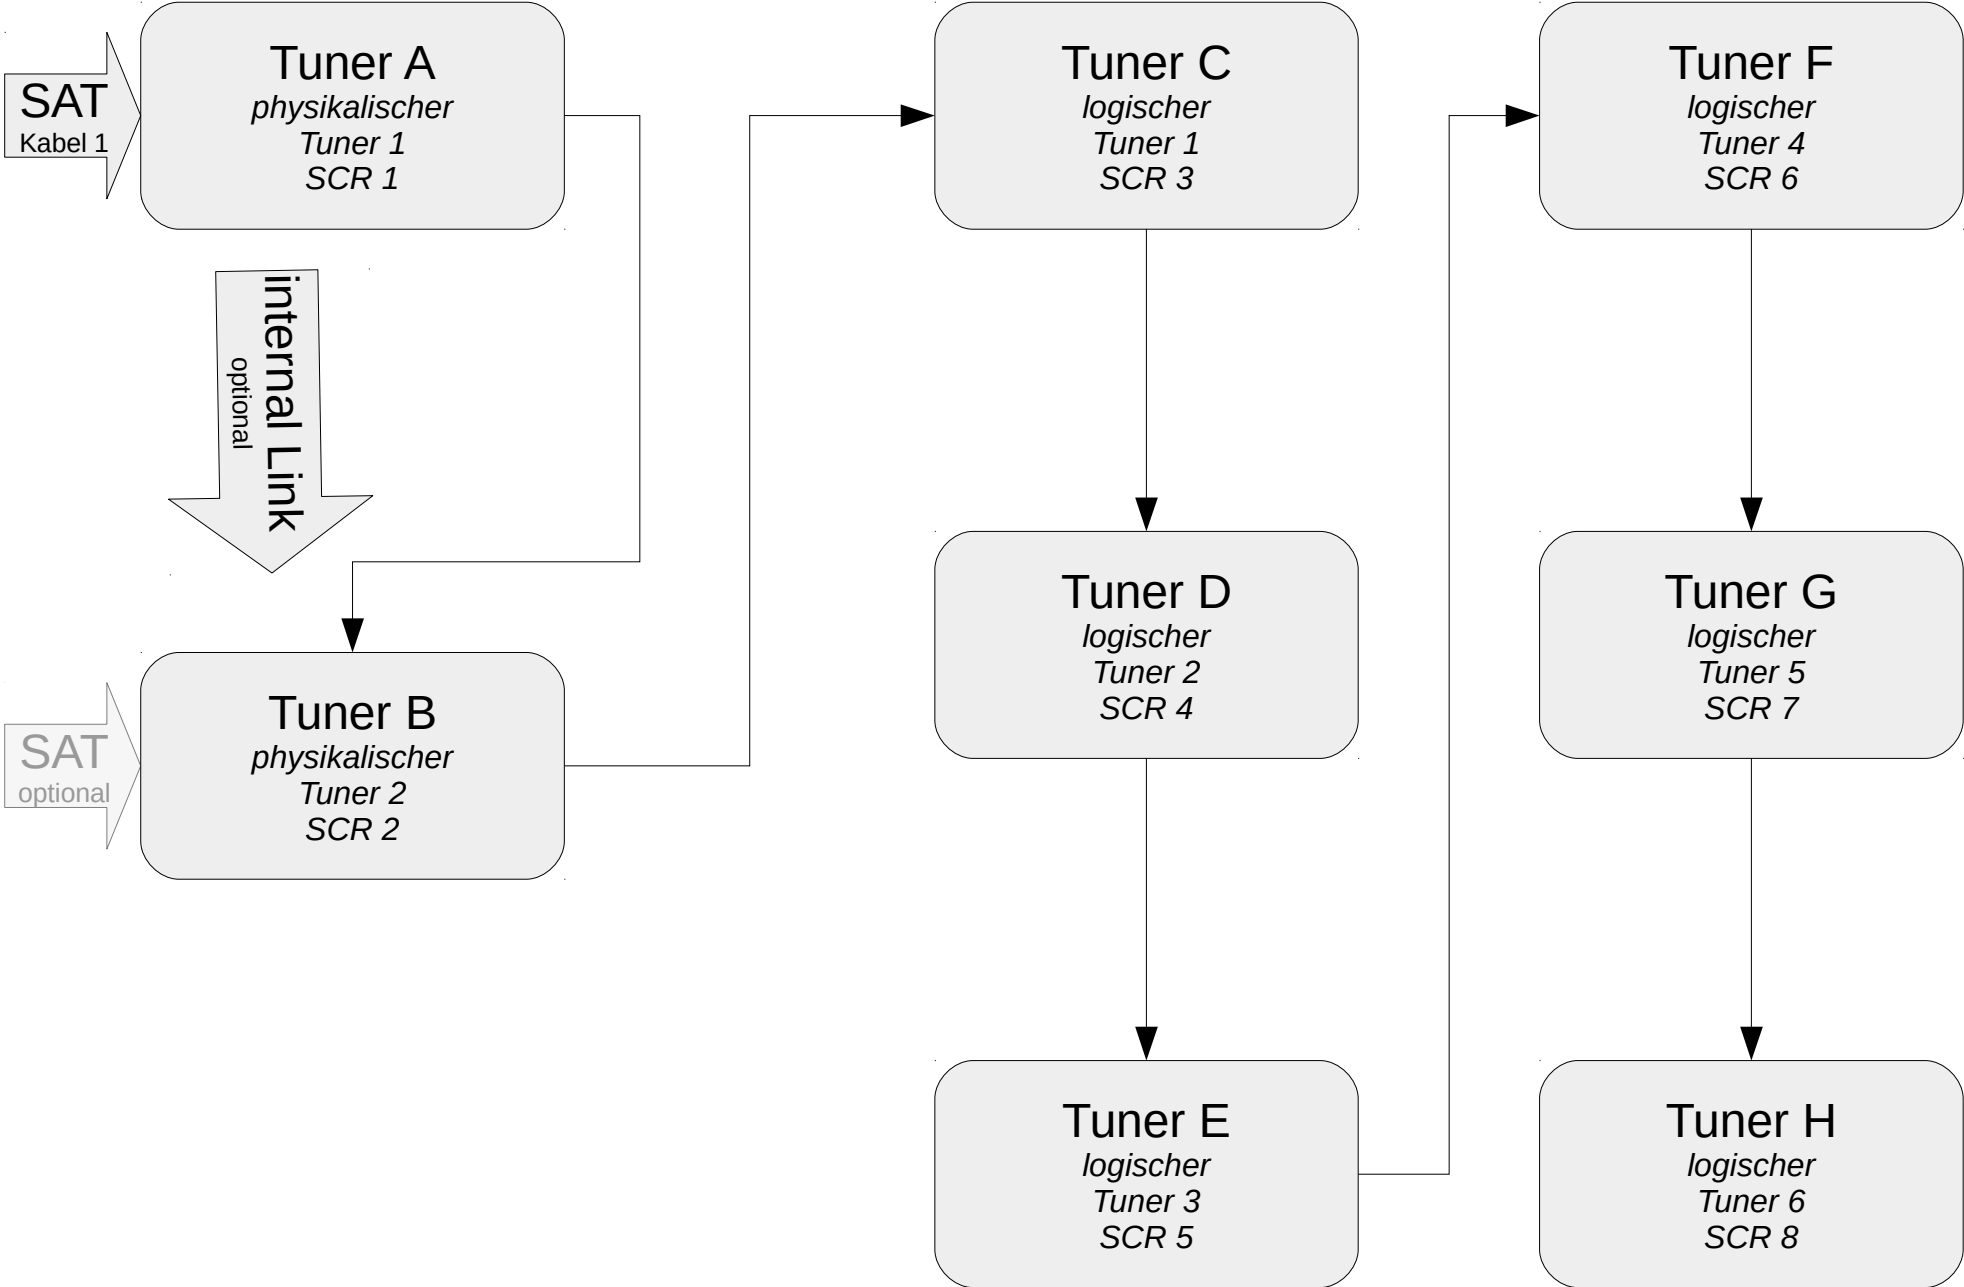 SAT
Kabel 1
Tuner A
physikalischer
Tuner 1
SCR 1
internal Link
optional
SAT
optional
Tuner B
physikalischer
Tuner 2
SCR 2
Tuner C
logischer
Tuner 1
SCR 3
Tuner D
logischer
Tuner 2
SCR 4
Tuner E
logischer
Tuner 3
SCR 5
Tuner F
logischer
Tuner 4
SCR 6
Tuner G
logischer
Tuner 5
SCR 7
Tuner H
logischer
Tuner 6
SCR 8